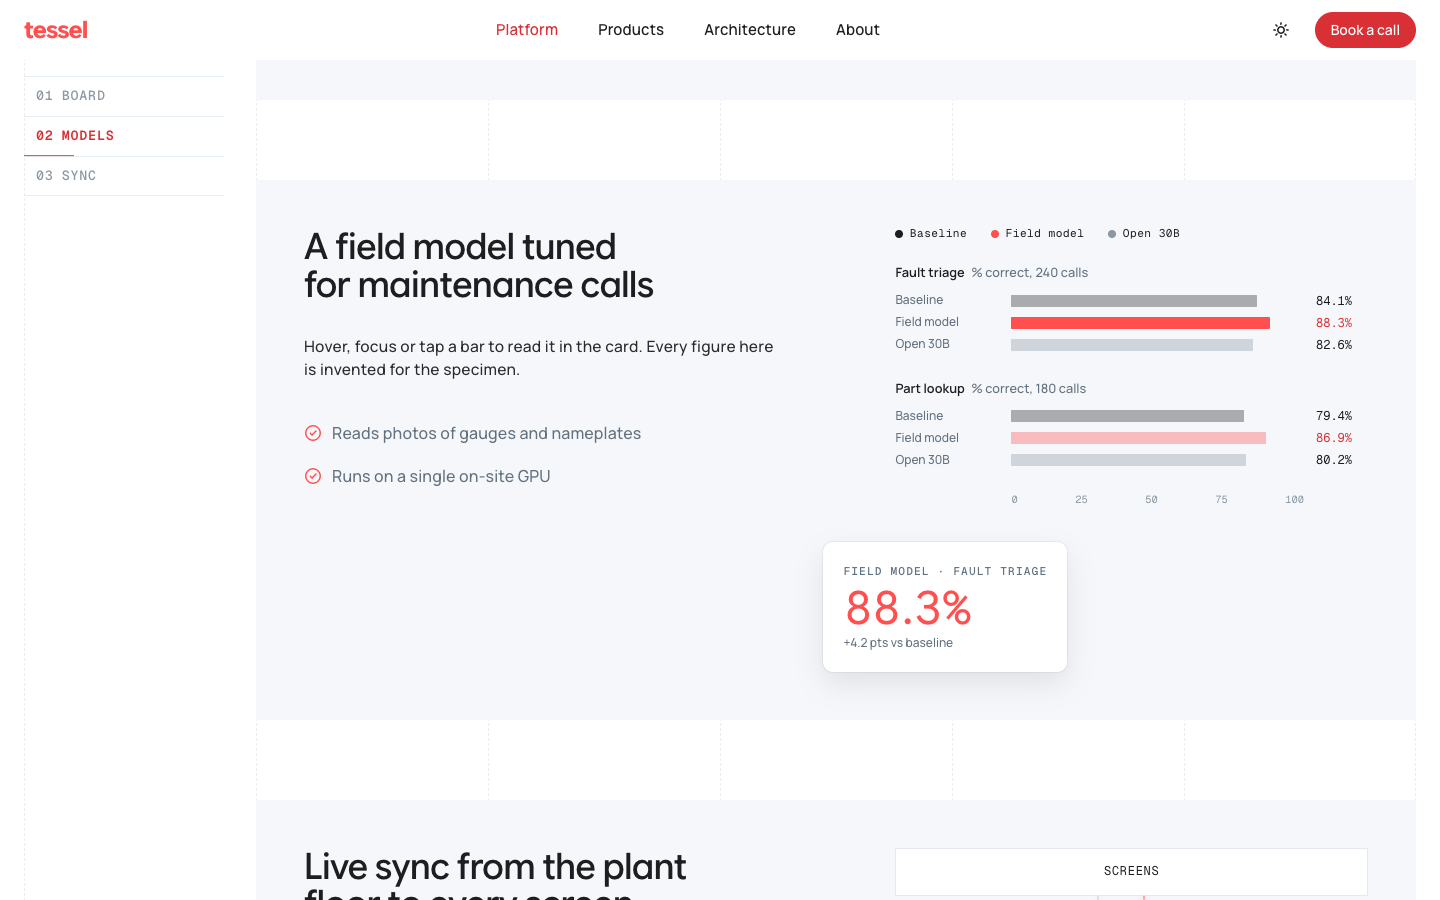 tessel
Platform
Products
Architecture
About
Book a call
01 BOARD
02 MODELS
03 SYNC
A field model tuned
for maintenance calls
Hover, focus or tap a bar to read it in the card. Every figure here
is invented for the specimen.
Reads photos of gauges and nameplates
Runs on a single on-site GPU
Baseline
Field model
Open 30B
Fault triage % correct, 240 calls
Baseline 84.1%
Field model 88.3%
Open 30B 82.6%
Part lookup % correct, 180 calls
Baseline 79.4%
Field model 86.9%
Open 30B 80.2%
0 25 50 75 100
FIELD MODEL · FAULT TRIAGE
88.3%
+4.2 pts vs baseline
Live sync from the plant
floor to every screen
SCREENS